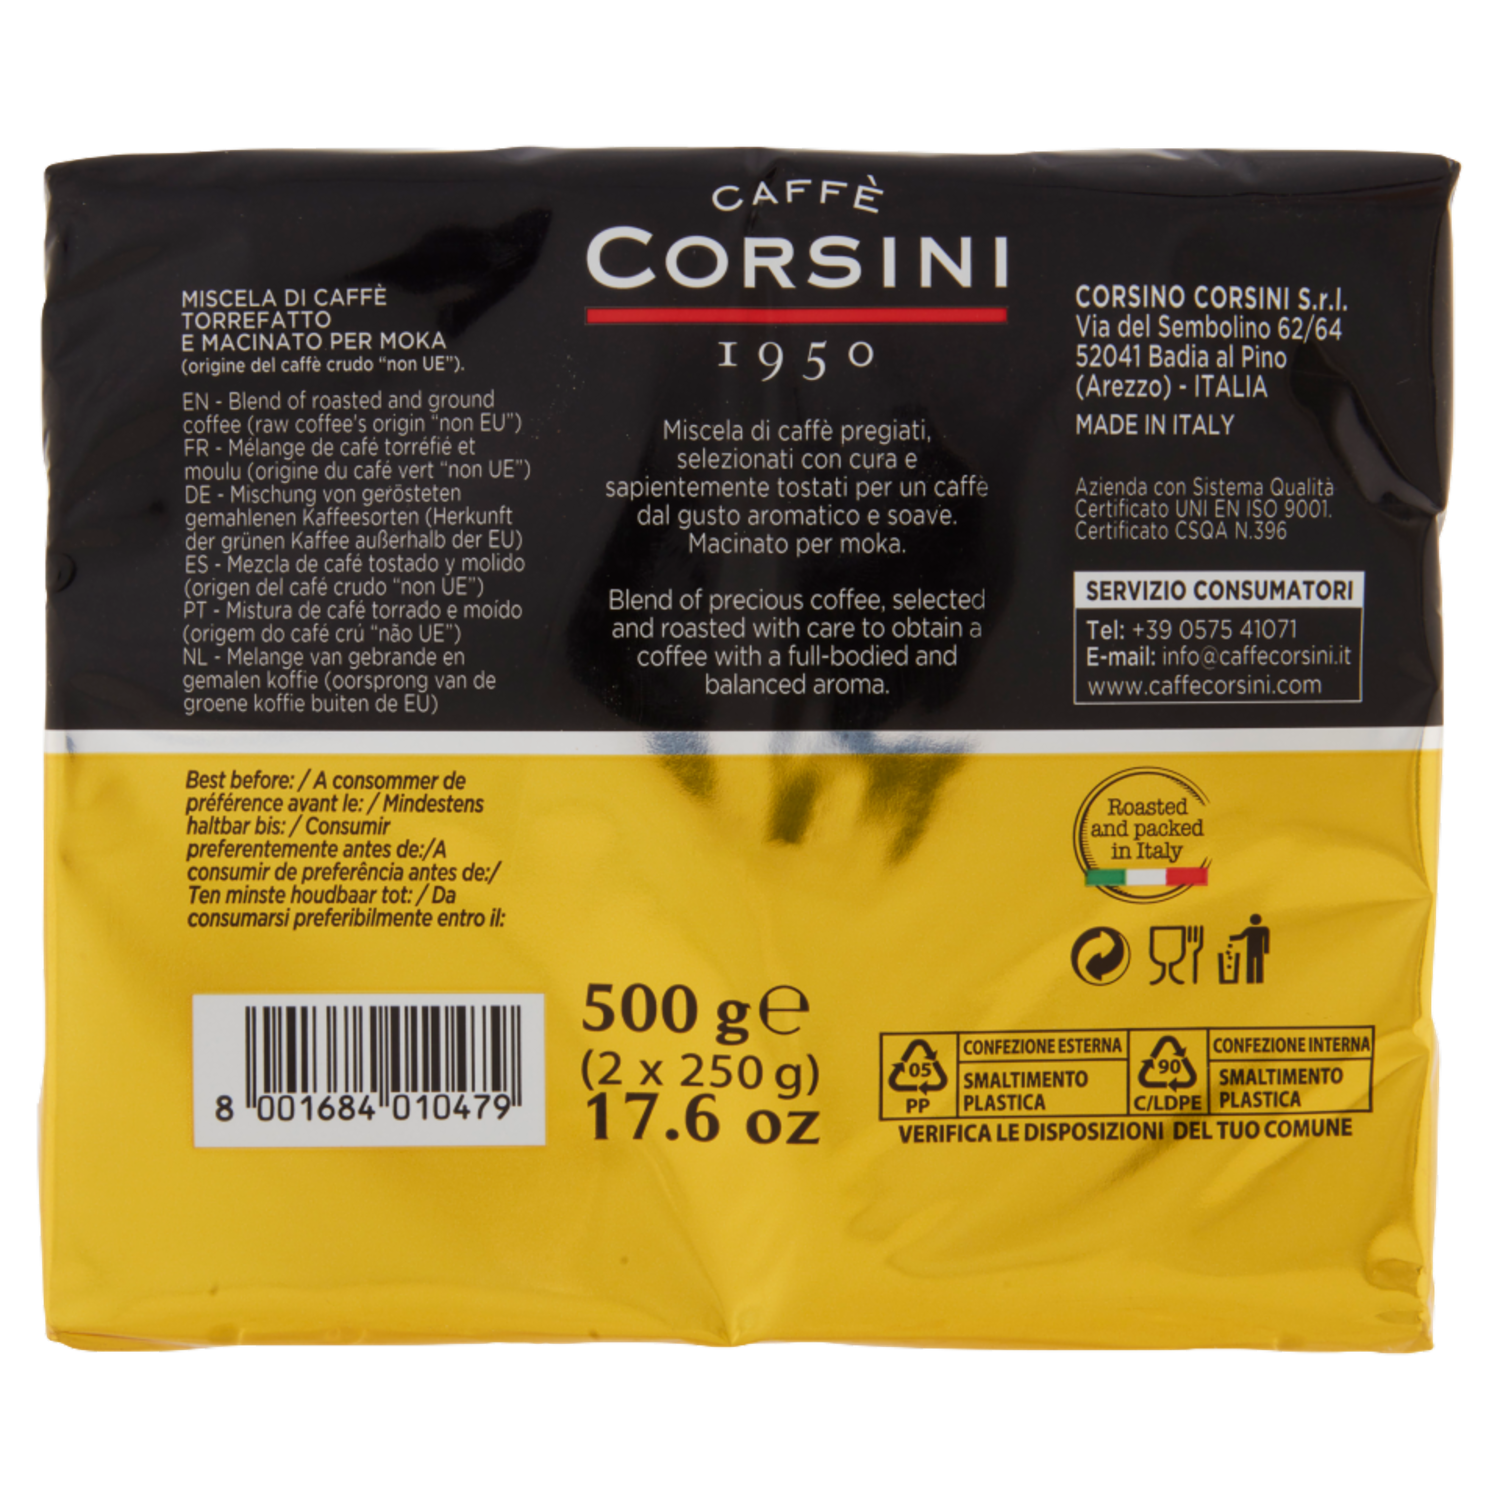 CAFFÈ
CORSINI
1950
MISCELA DI CAFFÈ
TORREFATTO
E MACINATO PER MOKA
(origine del caffè crudo “non UE”).
EN - Blend of roasted and ground
coffee (raw coffee's origin “non EU”)
FR - Mélange de café torréfié et
moulu (origine du café vert “non UE”)
DE - Mischung von gerösteten
gemahlenen Kaffeesorten (Herkunft
der grünen Kaffee außerhalb der EU)
ES - Mezcla de café tostado y molido
(origen del café crudo “non UE”)
PT - Mistura de café torrado e moído
(origem do café crú “não UE”)
NL - Melange van gebrande en
gemalen koffie (oorsprong van de
groene koffie buiten de EU)
Miscela di caffè pregiati,
selezionati con cura e
sapientemente tostati per un caffè
dal gusto aromatico e soave.
Macinato per moka.
Blend of precious coffee, selected
and roasted with care to obtain a
coffee with a full-bodied and
balanced aroma.
CORSINO CORSINI S.r.l.
Via del Sembolino 62/64
52041 Badia al Pino
(Arezzo) - ITALIA
MADE IN ITALY
Azienda con Sistema Qualità
Certificato UNI EN ISO 9001.
Certificato CSQA N.396
SERVIZIO CONSUMATORI
Tel: +39 0575 41071
E-mail: info@caffecorsini.it
www.caffecorsini.com
Best before: / A consommer de
préférence avant le: / Mindestens
haltbar bis: / Consumir
preferentemente antes de:/A
consumir de preferência antes de:/
Ten minste houdbaar tot: / Da
consumarsi preferibilmente entro il:
Roasted
and packed
in Italy
8 001684 010479
500 g ℮
(2 x 250 g)
17.6 oz
05
PP
CONFEZIONE ESTERNA
SMALTIMENTO
PLASTICA
90
C/LDPE
CONFEZIONE INTERNA
SMALTIMENTO
PLASTICA
VERIFICA LE DISPOSIZIONI DEL TUO COMUNE